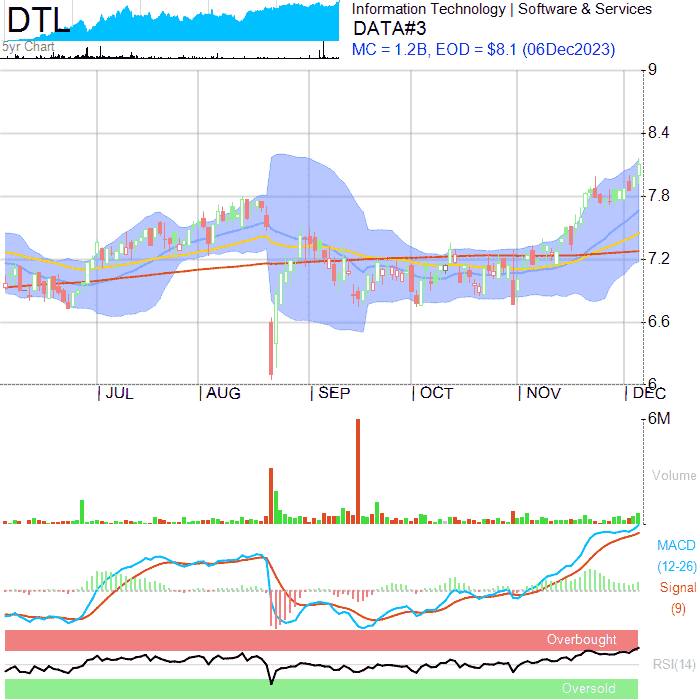 DTL
5yr Chart
Information Technology | Software & Services
DATA#3
MC = 1.2B, EOD = $8.1 (06Dec2023)
9
8.4
7.8
7.2
6.6
6
JUL AUG SEP OCT NOV DEC
6M
Volume
MACD
(12-26)
Signal
(9)
Overbought
RSI(14)
Oversold